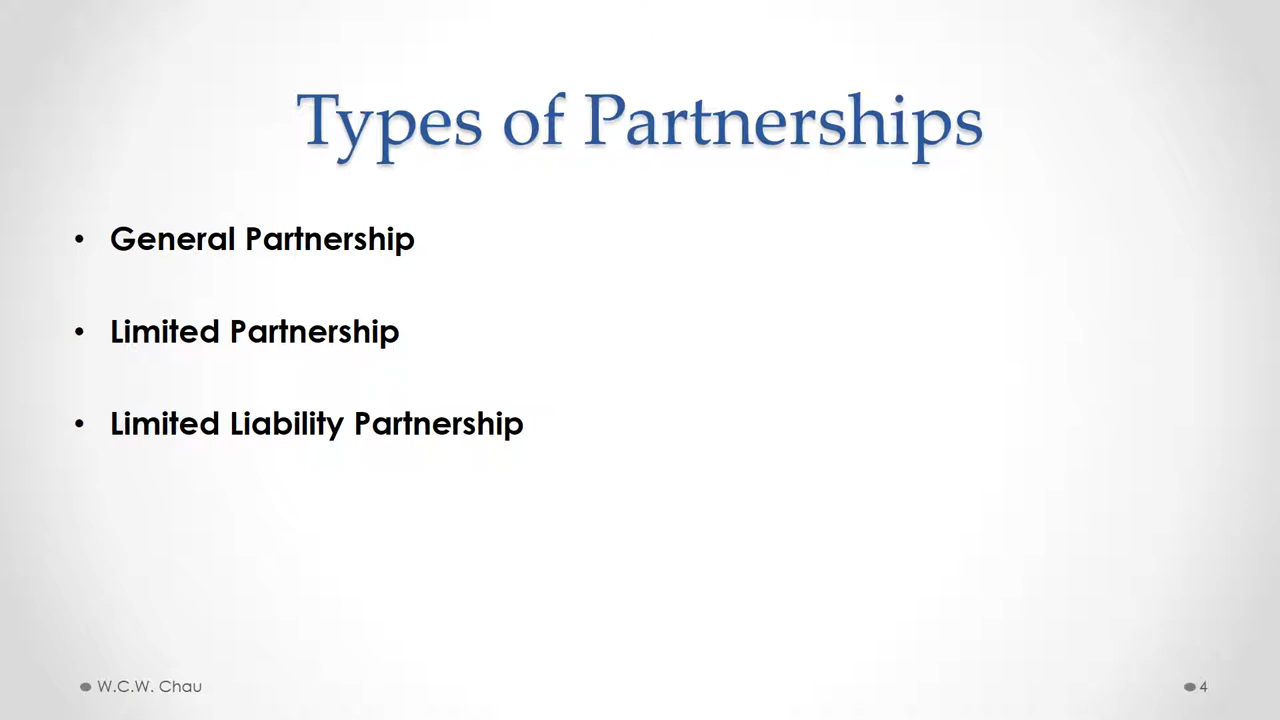 Types of Partnerships
• General Partnership
• Limited Partnership
• Limited Liability Partnership
W.C.W. Chau
4